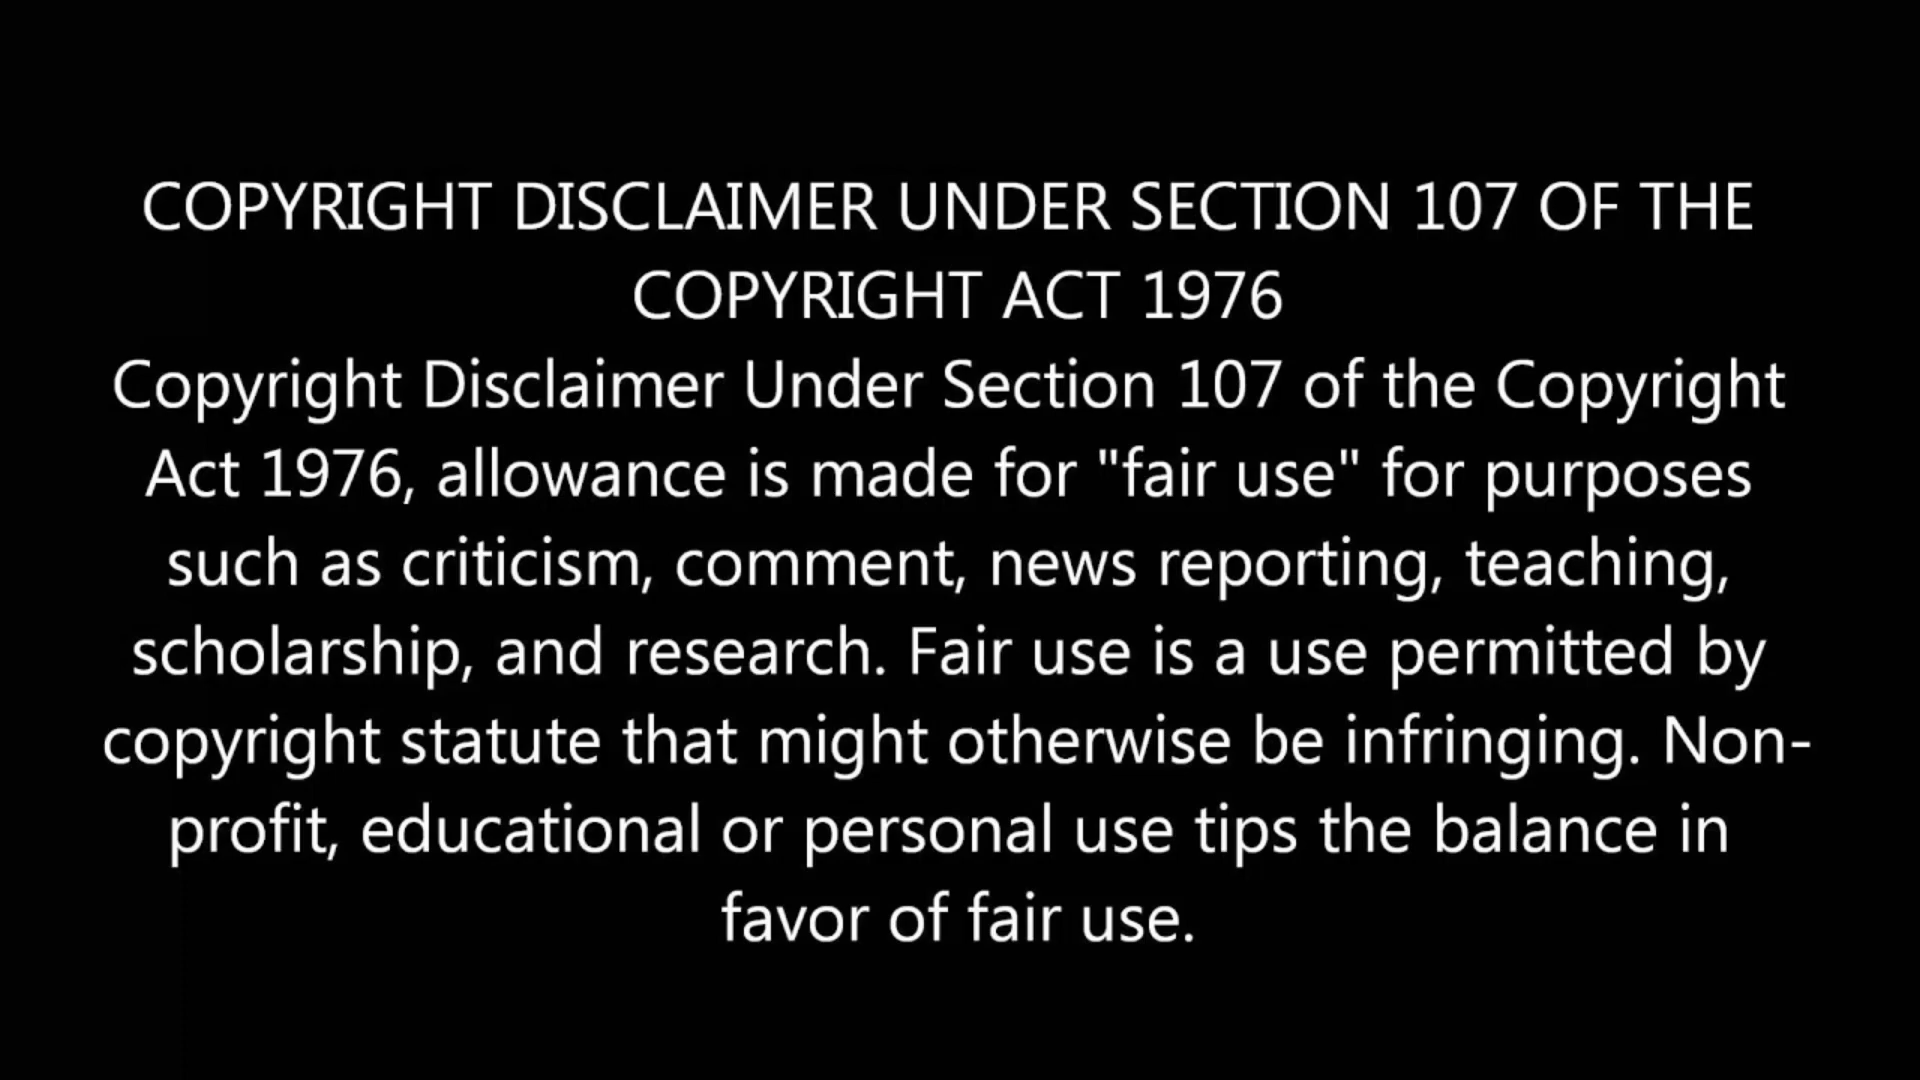 COPYRIGHT DISCLAIMER UNDER SECTION 107 OF THE
COPYRIGHT ACT 1976
Copyright Disclaimer Under Section 107 of the Copyright
Act 1976, allowance is made for "fair use" for purposes
such as criticism, comment, news reporting, teaching,
scholarship, and research. Fair use is a use permitted by
copyright statute that might otherwise be infringing. Non-
profit, educational or personal use tips the balance in
favor of fair use.